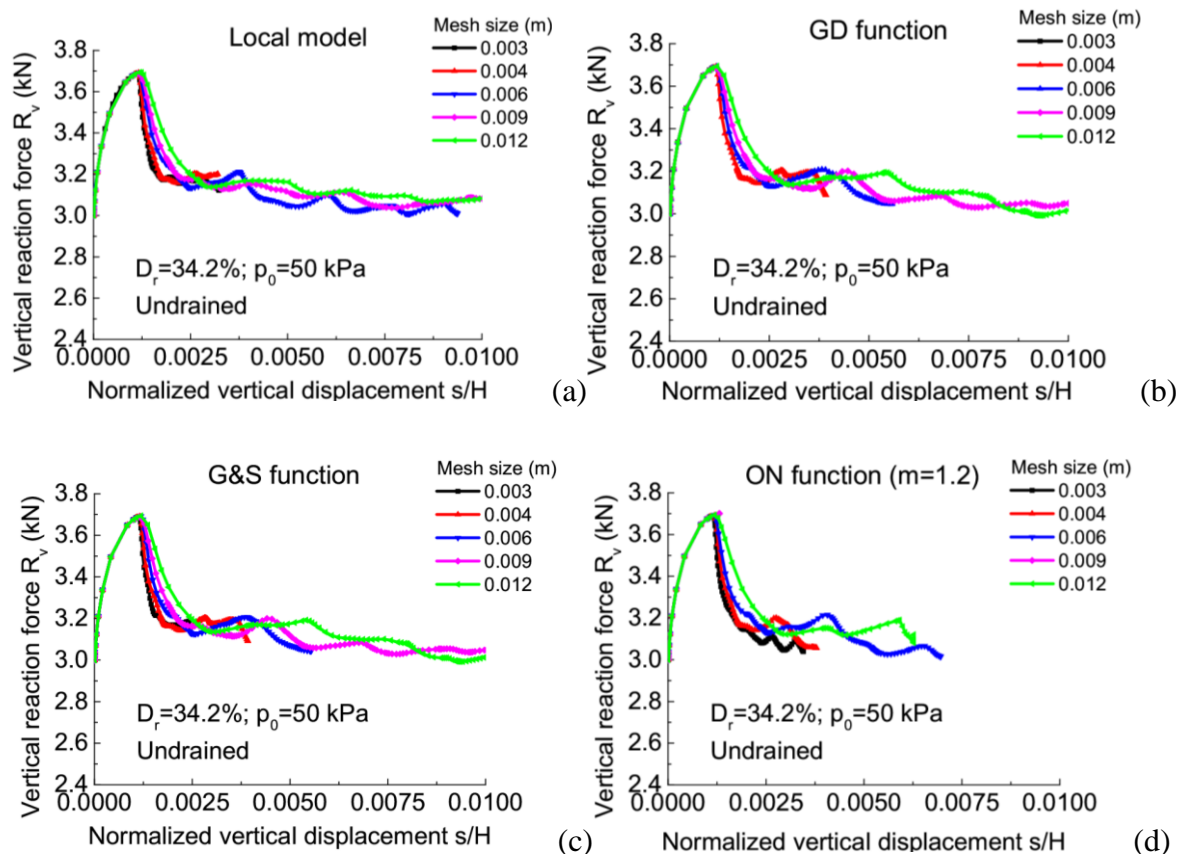 Local model
Mesh size (m)
0.003
0.004
0.006
0.009
0.012
Vertical reaction force R_v (kN)
3.8
3.6
3.4
3.2
3.0
2.8
2.6
2.4
D_r=34.2%; p_0=50 kPa
Undrained
0.0000 0.0025 0.0050 0.0075 0.0100
Normalized vertical displacement s/H
(a)
GD function
Mesh size (m)
0.003
0.004
0.006
0.009
0.012
Vertical reaction force R_v (kN)
3.8
3.6
3.4
3.2
3.0
2.8
2.6
2.4
D_r=34.2%; p_0=50 kPa
Undrained
0.0000 0.0025 0.0050 0.0075 0.0100
Normalized vertical displacement s/H
(b)
G&S function
Mesh size (m)
0.003
0.004
0.006
0.009
0.012
Vertical reaction force R_v (kN)
3.8
3.6
3.4
3.2
3.0
2.8
2.6
2.4
D_r=34.2%; p_0=50 kPa
Undrained
0.0000 0.0025 0.0050 0.0075 0.0100
Normalized vertical displacement s/H
(c)
ON function (m=1.2)
Mesh size (m)
0.003
0.004
0.006
0.009
0.012
Vertical reaction force R_v (kN)
3.8
3.6
3.4
3.2
3.0
2.8
2.6
2.4
D_r=34.2%; p_0=50 kPa
Undrained
0.0000 0.0025 0.0050 0.0075 0.0100
Normalized vertical displacement s/H
(d)